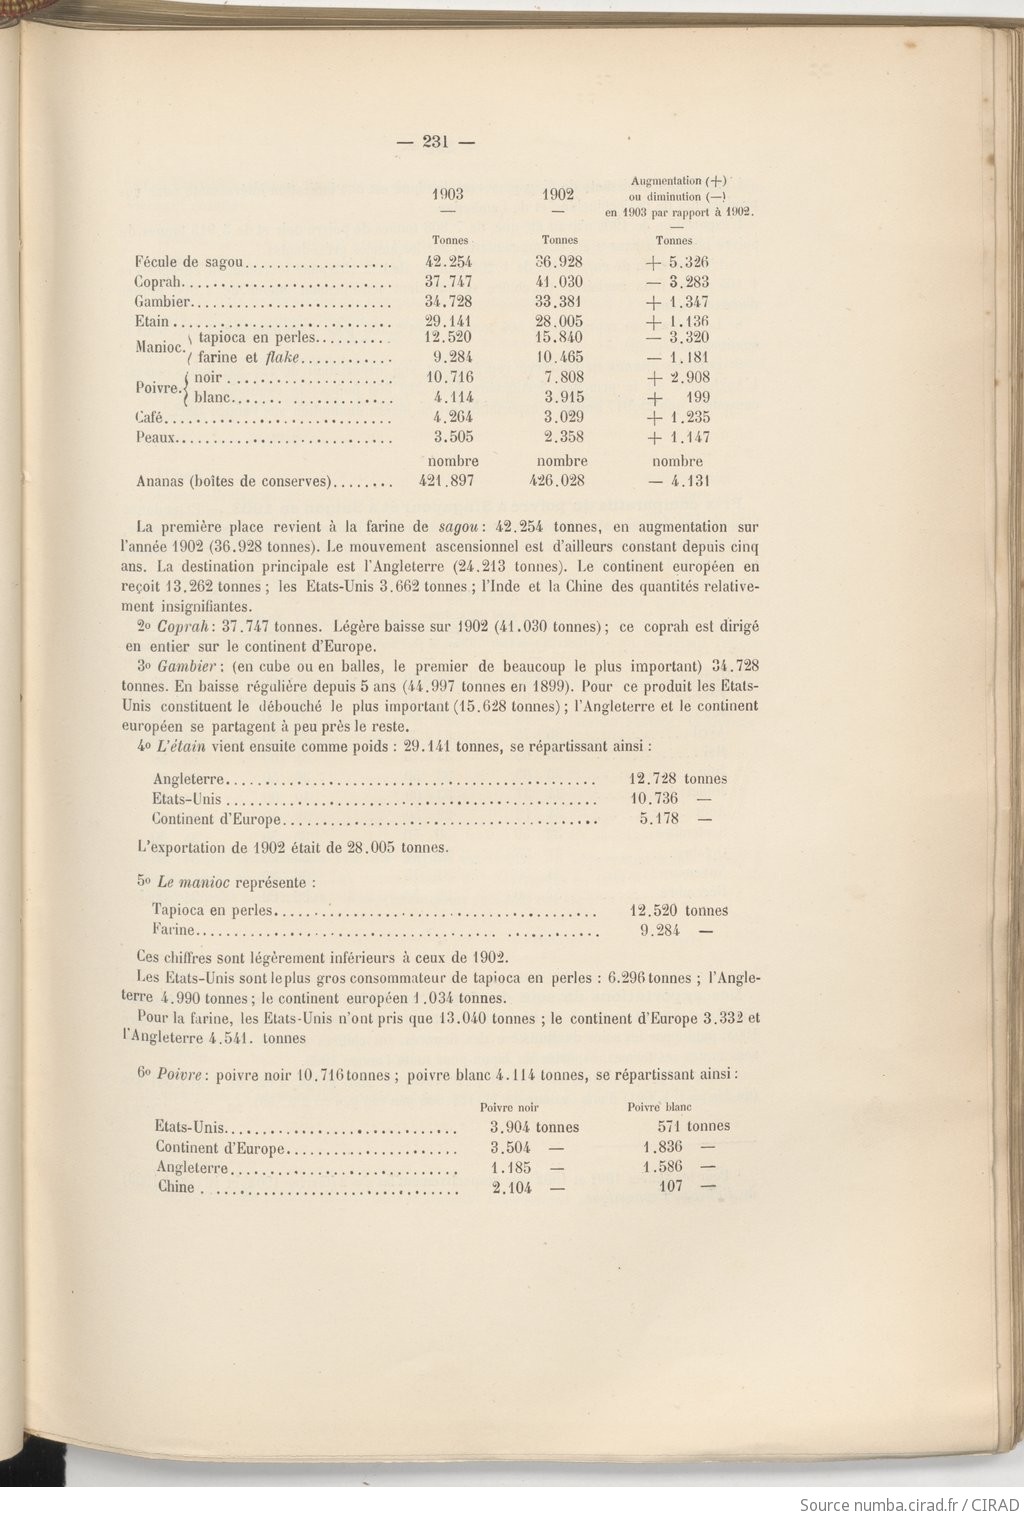 — 231 —
1903 1902 Augmentation (+)
ou diminution (—)
en 1903 par rapport à 1902.
— — —
Tonnes Tonnes Tonnes
Fécule de sagou................... 42.254 36.928 + 5.326
Coprah........................... 37.747 41.030 — 3.283
Gambier.......................... 34.728 33.381 + 1.347
Etain............................ 29.141 28.005 + 1.136
Manioc. { tapioca en perles.......... 12.520 15.840 — 3.320
farine et flake............ 9.284 10.465 — 1.181
Poivre. { noir..................... 10.716 7.808 + 2.908
blanc....... ............. 4.114 3.915 + 199
Café............................. 4.264 3.029 + 1.235
Peaux............................ 3.505 2.358 + 1.147
nombre nombre nombre
Ananas (boîtes de conserves)........ 421.897 426.028 — 4.131
La première place revient à la farine de sagou : 42.254 tonnes, en augmentation sur
l'année 1902 (36.928 tonnes). Le mouvement ascensionnel est d'ailleurs constant depuis cinq
ans. La destination principale est l'Angleterre (24.213 tonnes). Le continent européen en
reçoit 13.262 tonnes ; les Etats-Unis 3.662 tonnes ; l'Inde et la Chine des quantités relative-
ment insignifiantes.
2o Coprah : 37.747 tonnes. Légère baisse sur 1902 (41.030 tonnes) ; ce coprah est dirigé
en entier sur le continent d'Europe.
3o Gambier : (en cube ou en balles, le premier de beaucoup le plus important) 34.728
tonnes. En baisse régulière depuis 5 ans (44.997 tonnes en 1899). Pour ce produit les Etats-
Unis constituent le débouché le plus important (15.628 tonnes) ; l'Angleterre et le continent
européen se partagent à peu près le reste.
4o L'étain vient ensuite comme poids : 29.141 tonnes, se répartissant ainsi :
Angleterre............................................... 12.728 tonnes
Etats-Unis............................................... 10.736 —
Continent d'Europe........................................ 5.178 —
L'exportation de 1902 était de 28.005 tonnes.
5o Le manioc représente :
Tapioca en perles......................................... 12.520 tonnes
Farine...................................... ............ 9.284 —
Ces chiffres sont légèrement inférieurs à ceux de 1902.
Les Etats-Unis sont le plus gros consommateur de tapioca en perles : 6.296 tonnes ; l'Angle-
terre 4.990 tonnes ; le continent européen 1.034 tonnes.
Pour la farine, les Etats-Unis n'ont pris que 13.040 tonnes ; le continent d'Europe 3.332 et
l'Angleterre 4.541. tonnes
6o Poivre : poivre noir 10.716 tonnes ; poivre blanc 4.114 tonnes, se répartissant ainsi :
Poivre noir Poivre blanc
Etats-Unis.............................. 3.904 tonnes 571 tonnes
Continent d'Europe...................... 3.504 — 1.836 —
Angleterre.............................. 1.185 — 1.586 —
Chine . ................................ 2.104 — 107 —
Source numba.cirad.fr / CIRAD